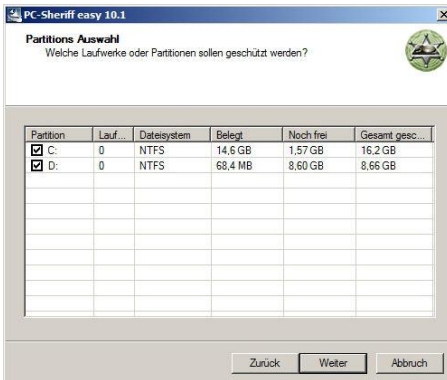 PC-Sheriff easy 10.1
Partitions Auswahl
Welche Laufwerke oder Partitionen sollen geschützt werden?
Partition Lauf... Dateisystem Belegt Noch frei Gesamt gesc...
C: 0 NTFS 14,6 GB 1,57 GB 16,2 GB
D: 0 NTFS 68,4 MB 8,60 GB 8,66 GB
Zurück Weiter Abbruch